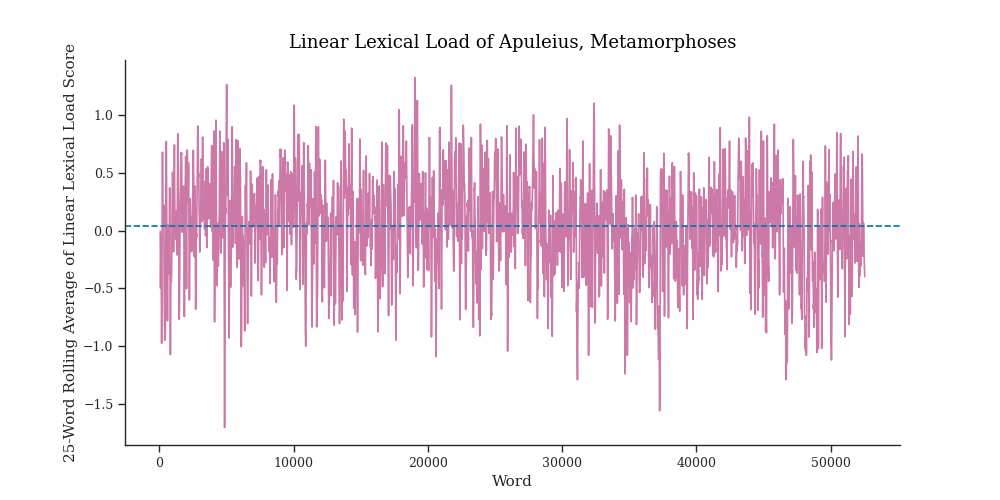 Linear Lexical Load of Apuleius, Metamorphoses
25-Word Rolling Average of Linear Lexical Load Score
1.0
0.5
0.0
−0.5
−1.0
−1.5
0 10000 20000 30000 40000 50000
Word